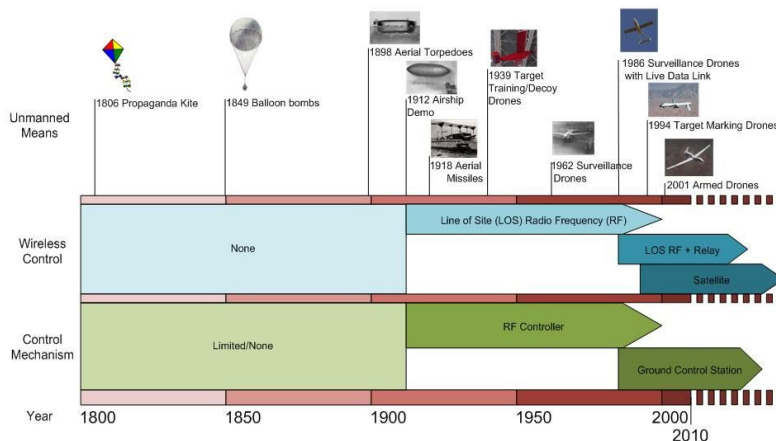 1898 Aerial Torpedoes
1939 Target
Training/Decoy
Drones
1986 Surveillance Drones
with Live Data Link
1806 Propaganda Kite
1849 Balloon bombs
1912 Airship
Demo
Unmanned
Means
1994 Target Marking Drones
1918 Aerial
Missiles
1962 Surveillance
Drones
2001 Armed Drones
Line of Site (LOS) Radio Frequency (RF)
Wireless
Control
None
LOS RF + Relay
Satellite
Control
Mechanism
Limited/None
RF Controller
Ground Control Station
Year
1800
1850
1900
1950
2000
2010